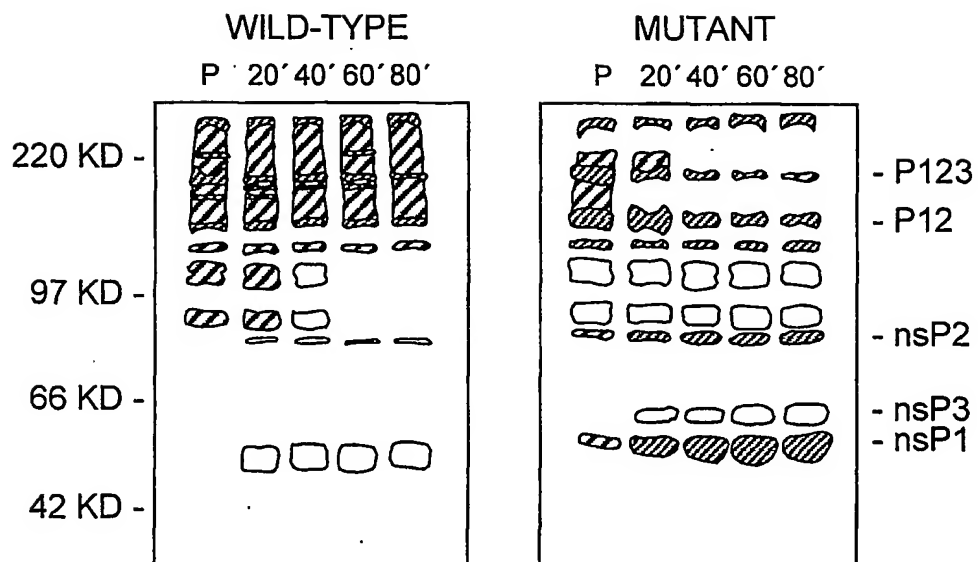 WILD-TYPE
MUTANT
P 20´ 40´ 60´ 80´
P 20´ 40´ 60´ 80´
220 KD -
97 KD -
66 KD -
42 KD -
- P123
- P12
- nsP2
- nsP3
- nsP1